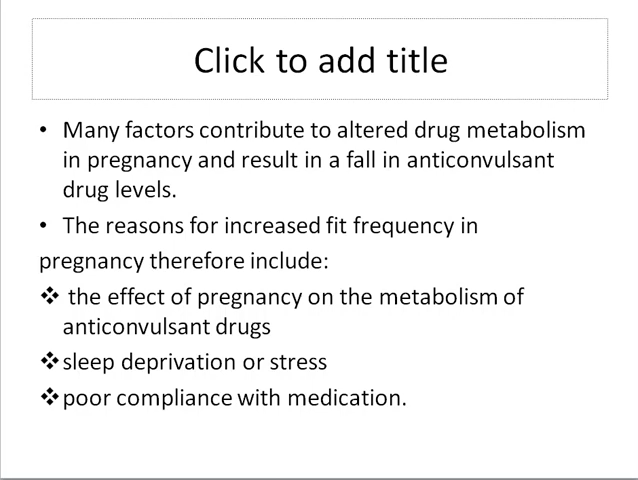 Click to add title
• Many factors contribute to altered drug metabolism
in pregnancy and result in a fall in anticonvulsant
drug levels.
• The reasons for increased fit frequency in
pregnancy therefore include:
❖ the effect of pregnancy on the metabolism of
anticonvulsant drugs
❖ sleep deprivation or stress
❖ poor compliance with medication.